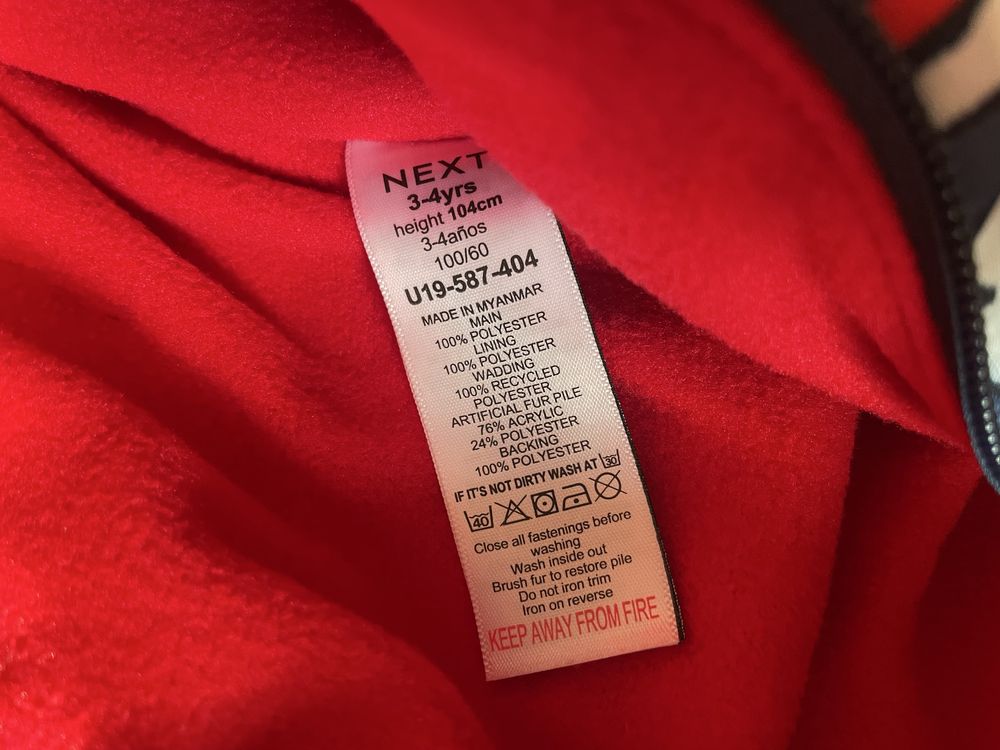 NEXT
3-4yrs
height 104cm
3-4años
100/60
U19-587-404
MADE IN MYANMAR
MAIN
100% POLYESTER
LINING
100% POLYESTER
WADDING
100% RECYCLED
POLYESTER
ARTIFICIAL FUR PILE
76% ACRYLIC
24% POLYESTER
BACKING
100% POLYESTER
IF IT'S NOT DIRTY WASH AT 30
40
Close all fastenings before
washing
Wash inside out
Brush fur to restore pile
Do not iron trim
Iron on reverse
KEEP AWAY FROM FIRE